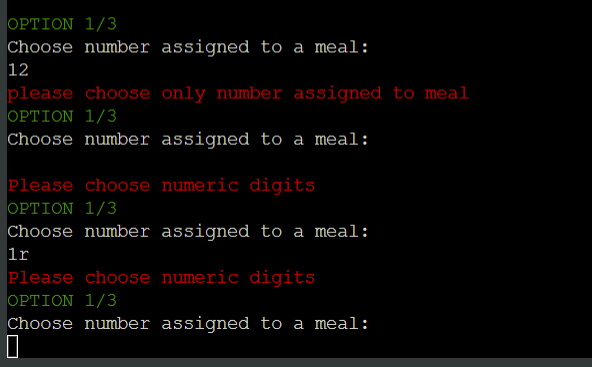 OPTION 1/3
Choose number assigned to a meal:
12
please choose only number assigned to meal
OPTION 1/3
Choose number assigned to a meal:
Please choose numeric digits
OPTION 1/3
Choose number assigned to a meal:
1r
Please choose numeric digits
OPTION 1/3
Choose number assigned to a meal: